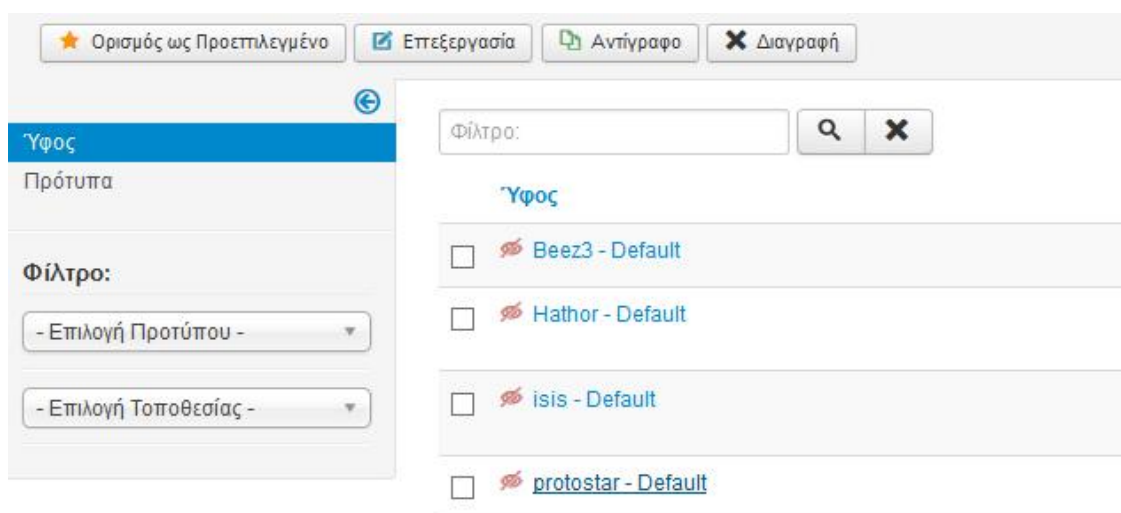 Ορισμός ως Προεπιλεγμένο Επεξεργασία Αντίγραφο Διαγραφή
Ύφος
Πρότυπα
Φίλτρο:
- Επιλογή Προτύπου -
- Επιλογή Τοποθεσίας -
Φίλτρο:
Ύφος
Beez3 - Default
Hathor - Default
isis - Default
protostar - Default